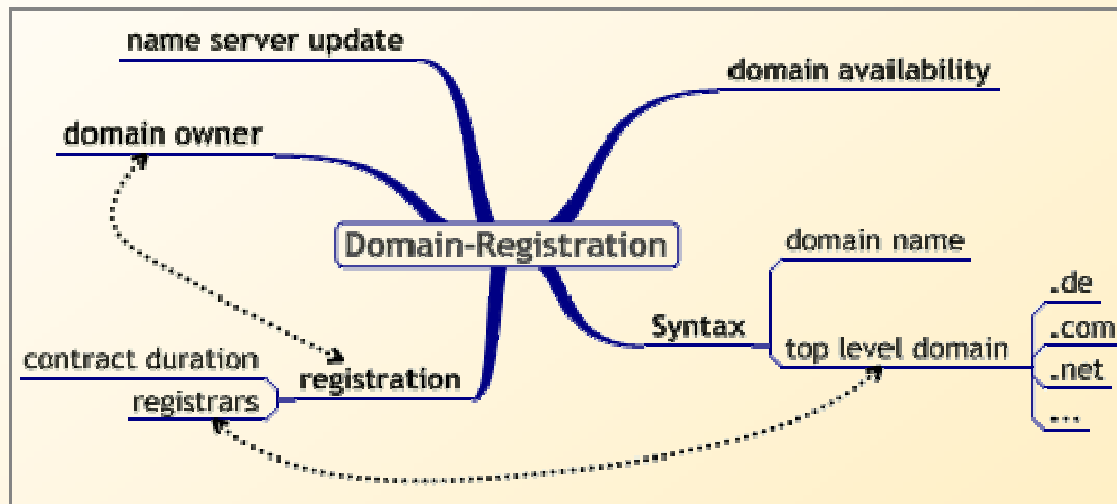 name server update
domain availability
domain owner
Domain-Registration
domain name
.de
Syntax
.com
top level domain
.net
contract duration
registration
registrars
...